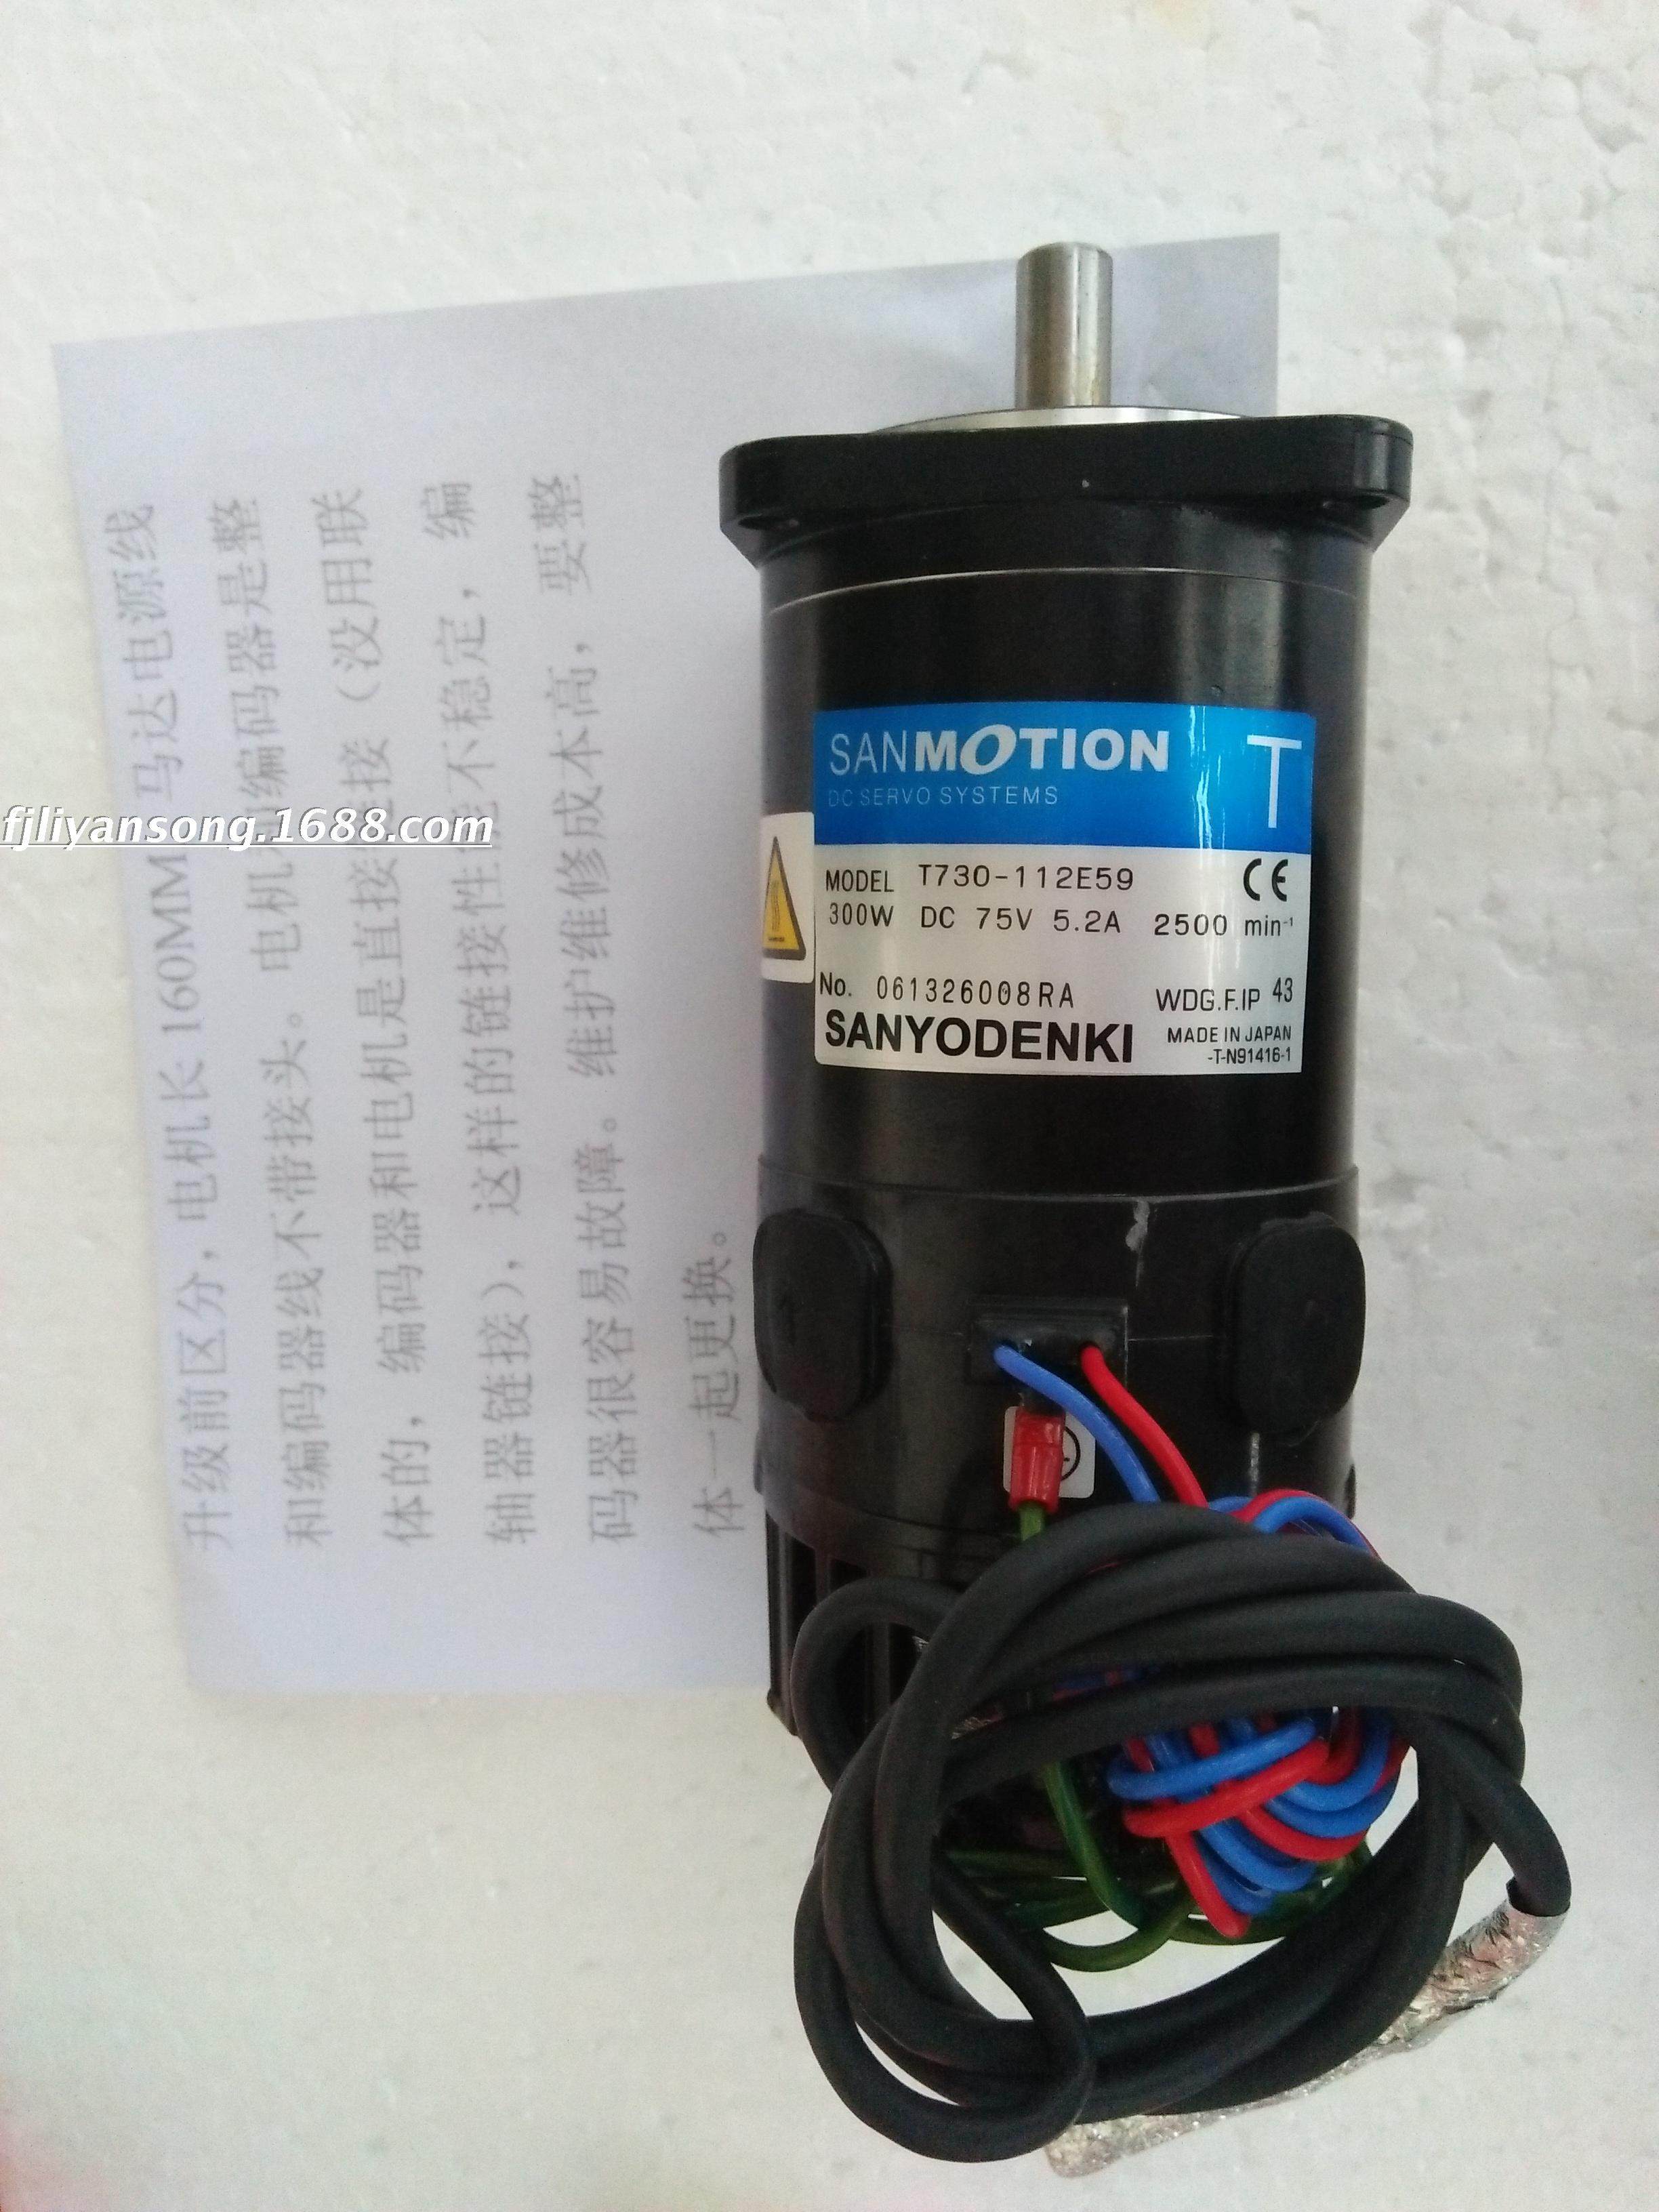 升级前区分，电机长160MM 马达电源线
和编码器线不带接头。 电机和编码器是整
体的， 编码器和电机是直接连接（没用联
轴器链接），这样的链接性能不稳定， 编
码器很容易故障。维护维修成本高， 要整
体一起更换。
fjliyansong.1688.com
SANMOTION T
DC SERVO SYSTEMS
MODEL T730-112E59 CE
300W DC 75V 5.2A 2500 min⁻¹
No. 061326008RA WDG.F.IP 43
SANYODENKI MADE IN JAPAN
-T-N91416-1